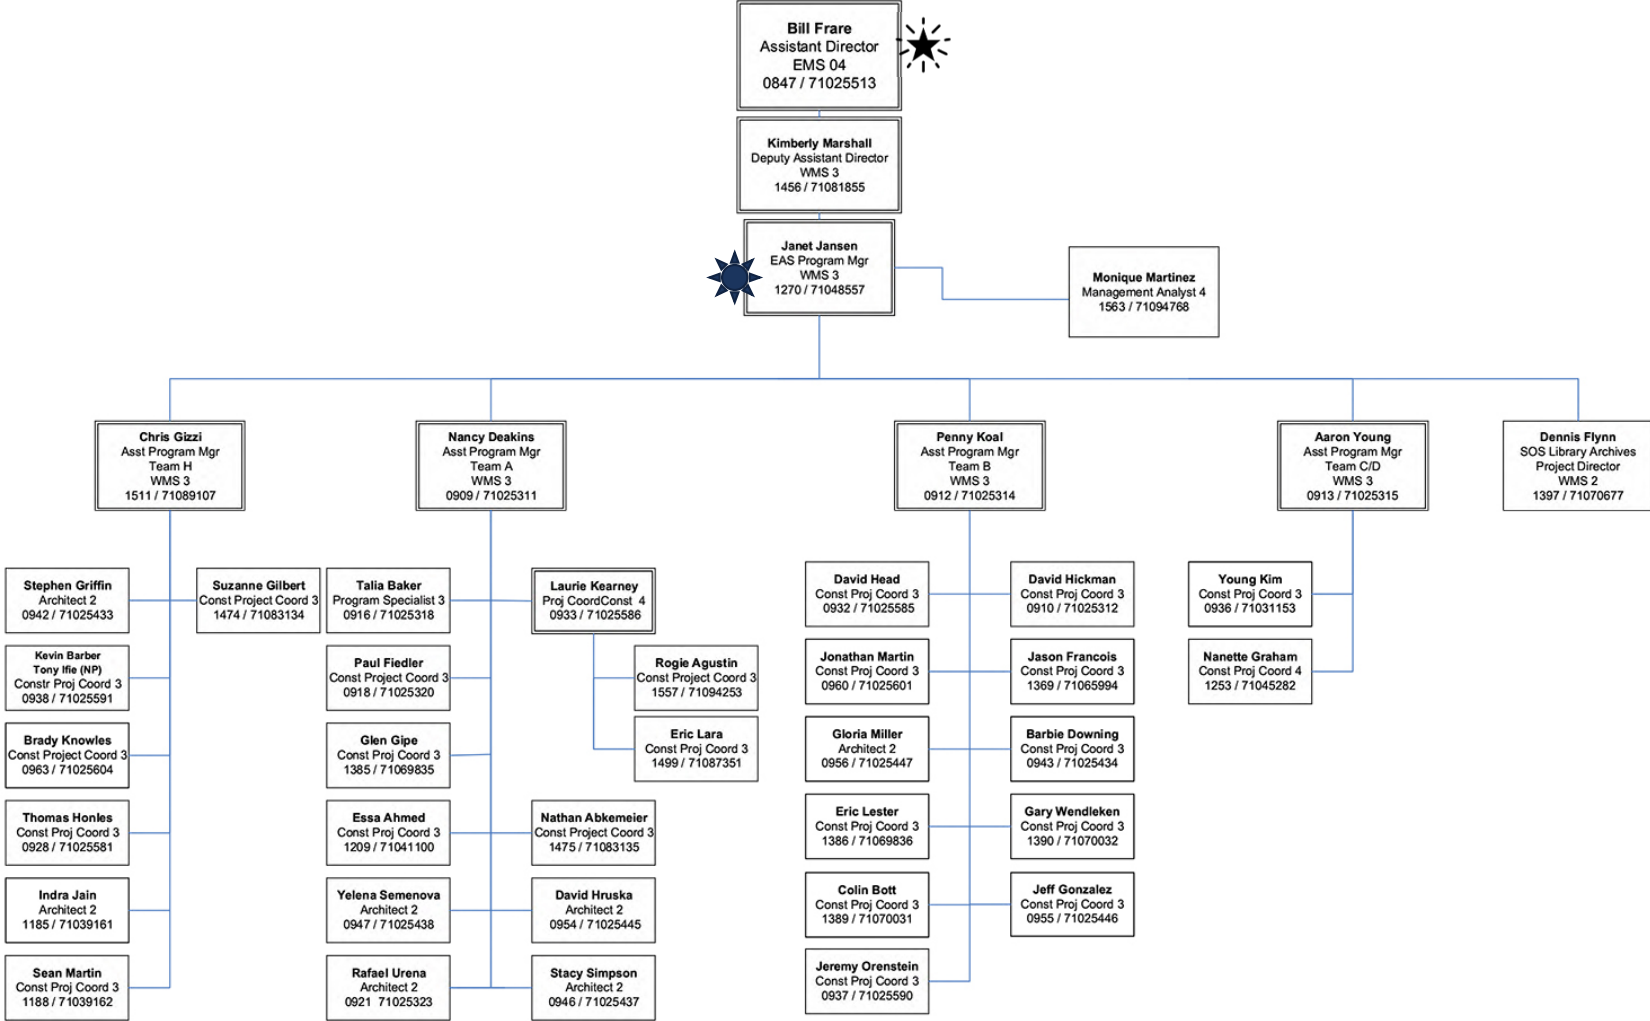 Bill Frare
Assistant Director
EMS 04
0847 / 71025513
Kimberly Marshall
Deputy Assistant Director
WMS 3
1456 / 71081855
Janet Jansen
EAS Program Mgr
WMS 3
1270 / 71048557
Monique Martinez
Management Analyst 4
1563 / 71094768
Chris Gizzi
Asst Program Mgr
Team H
WMS 3
1511 / 71089107
Nancy Deakins
Asst Program Mgr
Team A
WMS 3
0909 / 71025311
Penny Koal
Asst Program Mgr
Team B
WMS 3
0912 / 71025314
Aaron Young
Asst Program Mgr
Team C/D
WMS 3
0913 / 71025315
Dennis Flynn
SOS Library Archives
Project Director
WMS 2
1397 / 71070677
Stephen Griffin
Architect 2
0942 / 71025433
Suzanne Gilbert
Const Project Coord 3
1474 / 71083134
Kevin Barber
Tony Ifie (NP)
Constr Proj Coord 3
0938 / 71025591
Brady Knowles
Const Project Coord 3
0963 / 71025604
Thomas Honles
Const Proj Coord 3
0928 / 71025581
Indra Jain
Architect 2
1185 / 71039161
Sean Martin
Const Proj Coord 3
1188 / 71039162
Talia Baker
Program Specialist 3
0916 / 71025318
Laurie Kearney
Proj CoordConst 4
0933 / 71025586
Paul Fiedler
Const Project Coord 3
0918 / 71025320
Rogie Agustin
Const Project Coord 3
1557 / 71094253
Glen Gipe
Const Proj Coord 3
1385 / 71069835
Eric Lara
Const Proj Coord 3
1499 / 71087351
Essa Ahmed
Const Proj Coord 3
1209 / 71041100
Nathan Abkemeier
Const Project Coord 3
1475 / 71083135
Yelena Semenova
Architect 2
0947 / 71025438
David Hruska
Architect 2
0954 / 71025445
Rafael Urena
Architect 2
0921 71025323
Stacy Simpson
Architect 2
0946 / 71025437
David Head
Const Proj Coord 3
0932 / 71025585
David Hickman
Const Proj Coord 3
0910 / 71025312
Jonathan Martin
Const Proj Coord 3
0960 / 71025601
Jason Francois
Const Proj Coord 3
1369 / 71065994
Gloria Miller
Architect 2
0956 / 71025447
Barbie Downing
Const Proj Coord 3
0943 / 71025434
Eric Lester
Const Proj Coord 3
1386 / 71069836
Gary Wendleken
Const Proj Coord 3
1390 / 71070032
Colin Bott
Const Proj Coord 3
1389 / 71070031
Jeff Gonzalez
Const Proj Coord 3
0955 / 71025446
Jeremy Orenstein
Const Proj Coord 3
0937 / 71025590
Young Kim
Const Proj Coord 3
0936 / 71031153
Nanette Graham
Const Proj Coord 4
1253 / 71045282